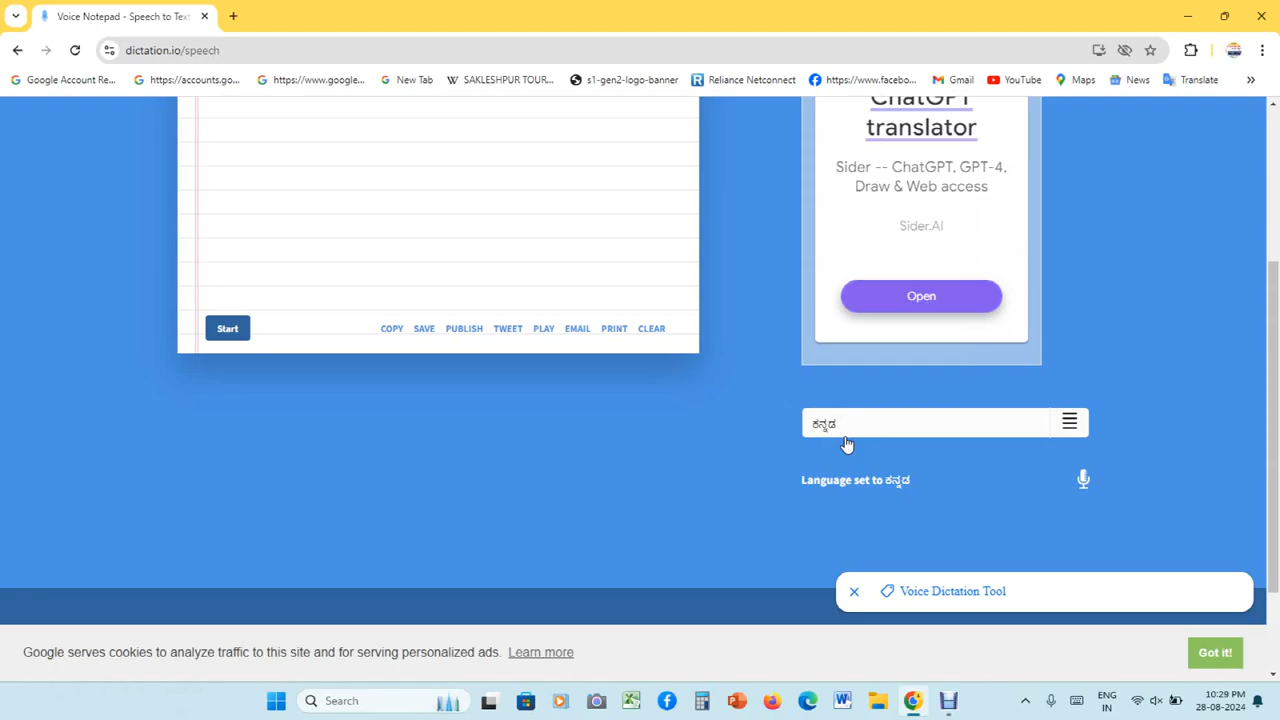 Voice Notepad - Speech to Text
dictation.io/speech
Google Account Re...
https://accounts.go...
https://www.google...
New Tab
SAKLESHPUR TOUR...
s1-gen2-logo-banner
Reliance Netconnect
https://www.facebo...
Gmail
YouTube
Maps
News
Translate
ChatGPT
translator
Sider -- ChatGPT, GPT-4,
Draw & Web access
Sider.AI
Open
Start
COPY SAVE PUBLISH TWEET PLAY EMAIL PRINT CLEAR
ಕನ್ನಡ
Language set to ಕನ್ನಡ
Voice Dictation Tool
Google serves cookies to analyze traffic to this site and for serving personalized ads. Learn more
Got it!
Search
ENG
IN
10:29 PM
28-08-2024